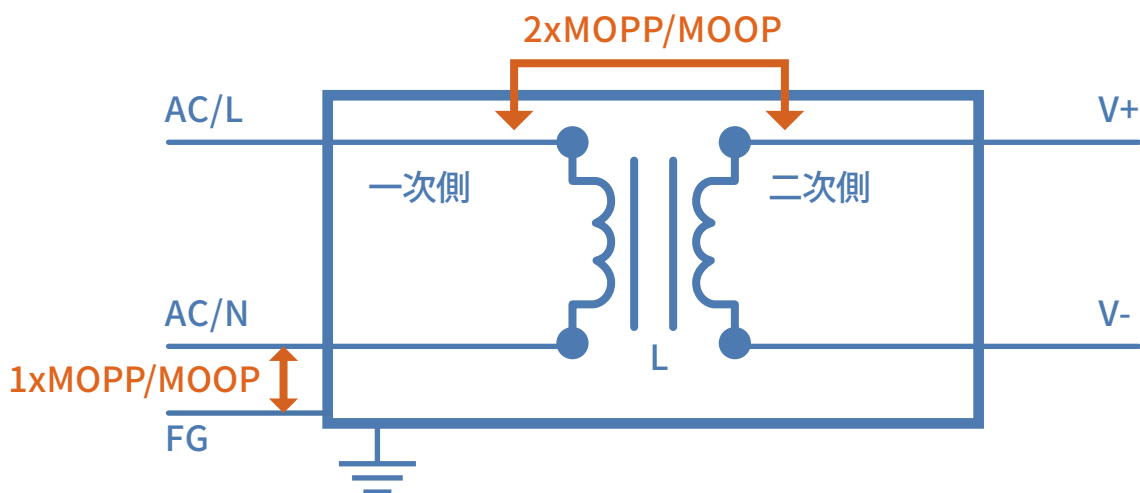 2xMOPP/MOOP
AC/L
V+
一次側
二次側
AC/N
V-
L
1xMOPP/MOOP
FG